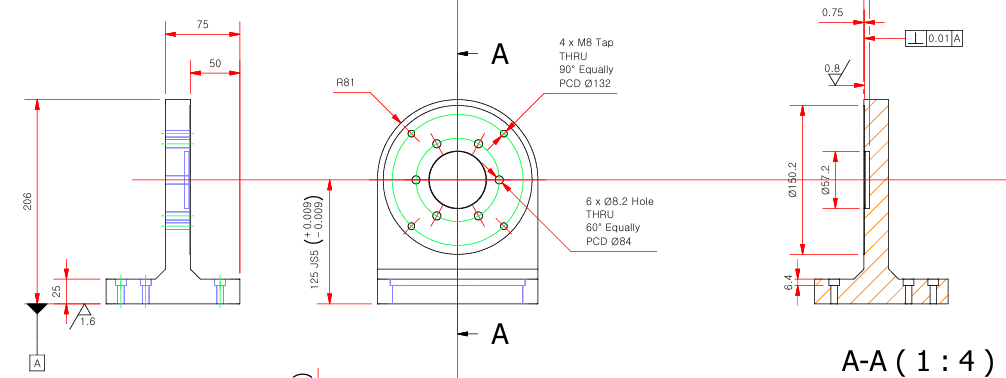 75
50
206
25
1.6
A
R81
A
4 x M8 Tap
THRU
90° Equally
PCD Ø132
6 x Ø8.2 Hole
THRU
60° Equally
PCD Ø84
125 JS5 (+0.009
-0.009)
A
0.75
⊥ 0.01 A
0.8
Ø150.2
Ø57.2
6.4
A-A ( 1 : 4 )